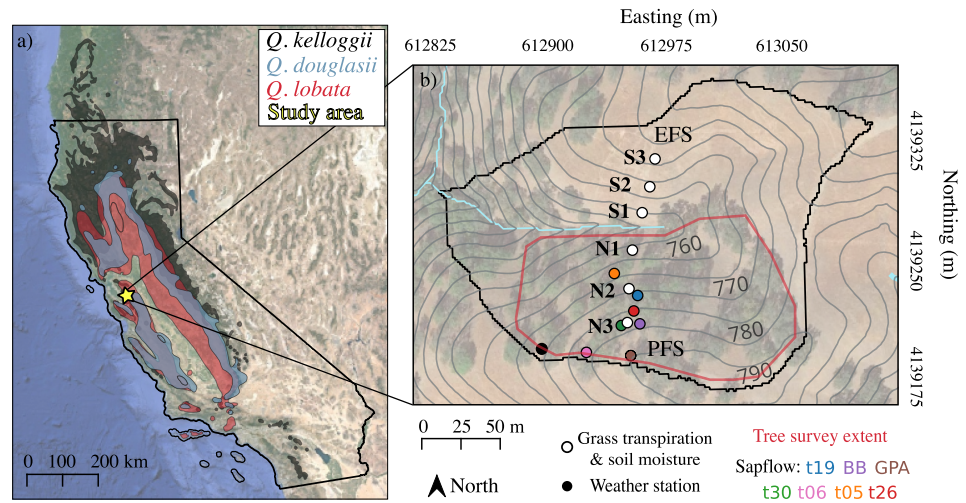 a)
Q. kelloggii
Q. douglasii
Q. lobata
Study area
0 100 200 km
Easting (m)
612825 612900 612975 613050
b)
EFS
S3
S2
S1
N1
N2
N3
PFS
760
770
780
790
4139325
4139250
4139175
Northing (m)
0 25 50 m
North
Grass transpiration
& soil moisture
Weather station
Tree survey extent
Sapflow: t19 BB GPA
t30 t06 t05 t26